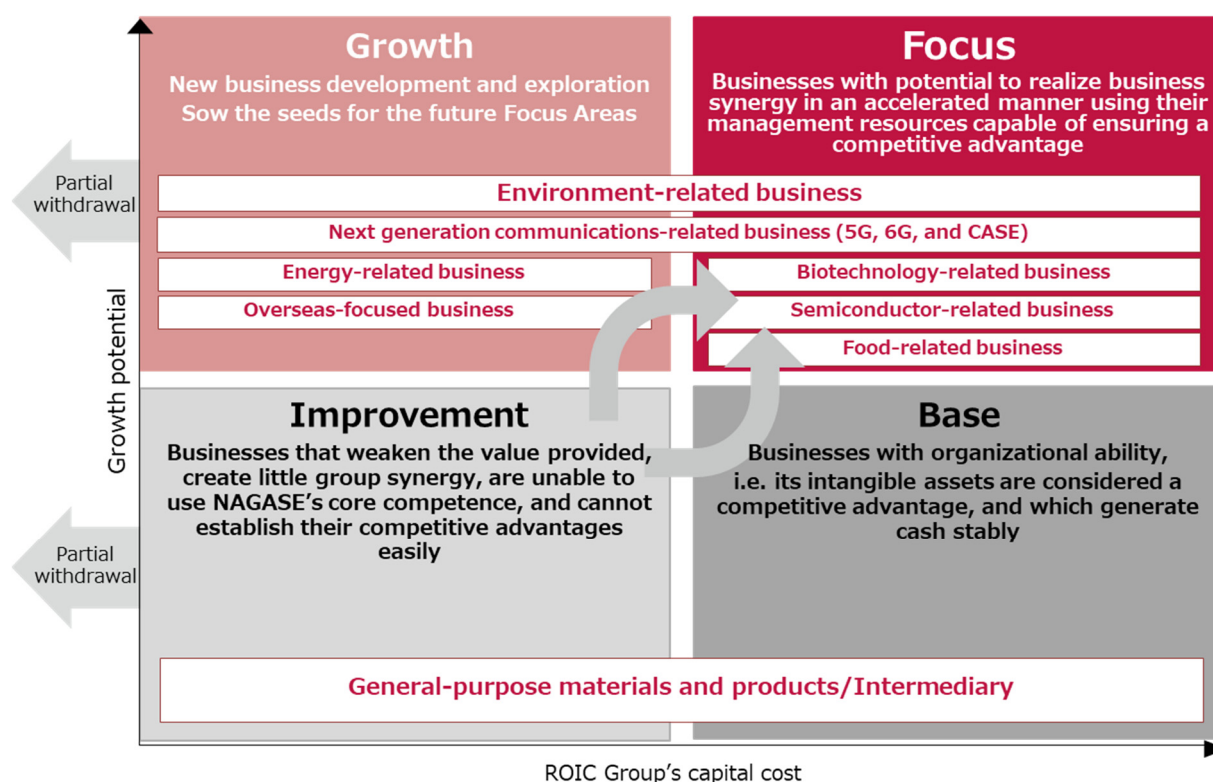 Growth
New business development and exploration
Sow the seeds for the future Focus Areas
Focus
Businesses with potential to realize business
synergy in an accelerated manner using their
management resources capable of ensuring a
competitive advantage
Partial
withdrawal
Environment-related business
Next generation communications-related business (5G, 6G, and CASE)
Energy-related business
Biotechnology-related business
Overseas-focused business
Semiconductor-related business
Food-related business
Growth potential
Improvement
Businesses that weaken the value provided,
create little group synergy, are unable to
use NAGASE’s core competence, and cannot
establish their competitive advantages
easily
Base
Businesses with organizational ability,
i.e. its intangible assets are considered a
competitive advantage, and which generate
cash stably
Partial
withdrawal
General-purpose materials and products/Intermediary
ROIC Group’s capital cost